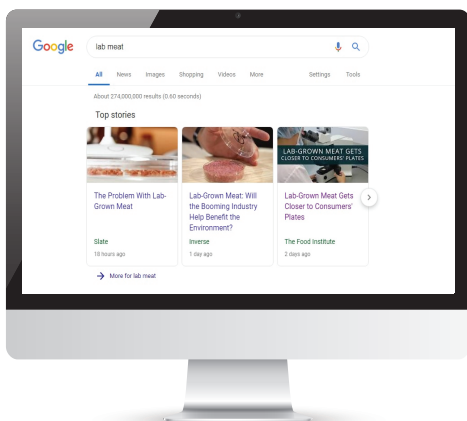 Google
lab meat
All News Images Shopping Videos More Settings Tools
About 274,000,000 results (0.60 seconds)
Top stories
LAB-GROWN MEAT GETS
CLOSER TO CONSUMERS' PLATES
The Problem With Lab-
Grown Meat
Slate
18 hours ago
Lab-Grown Meat: Will
the Booming Industry
Help Benefit the
Environment?
Inverse
1 day ago
Lab-Grown Meat Gets
Closer to Consumers'
Plates
The Food Institute
2 days ago
More for lab meat